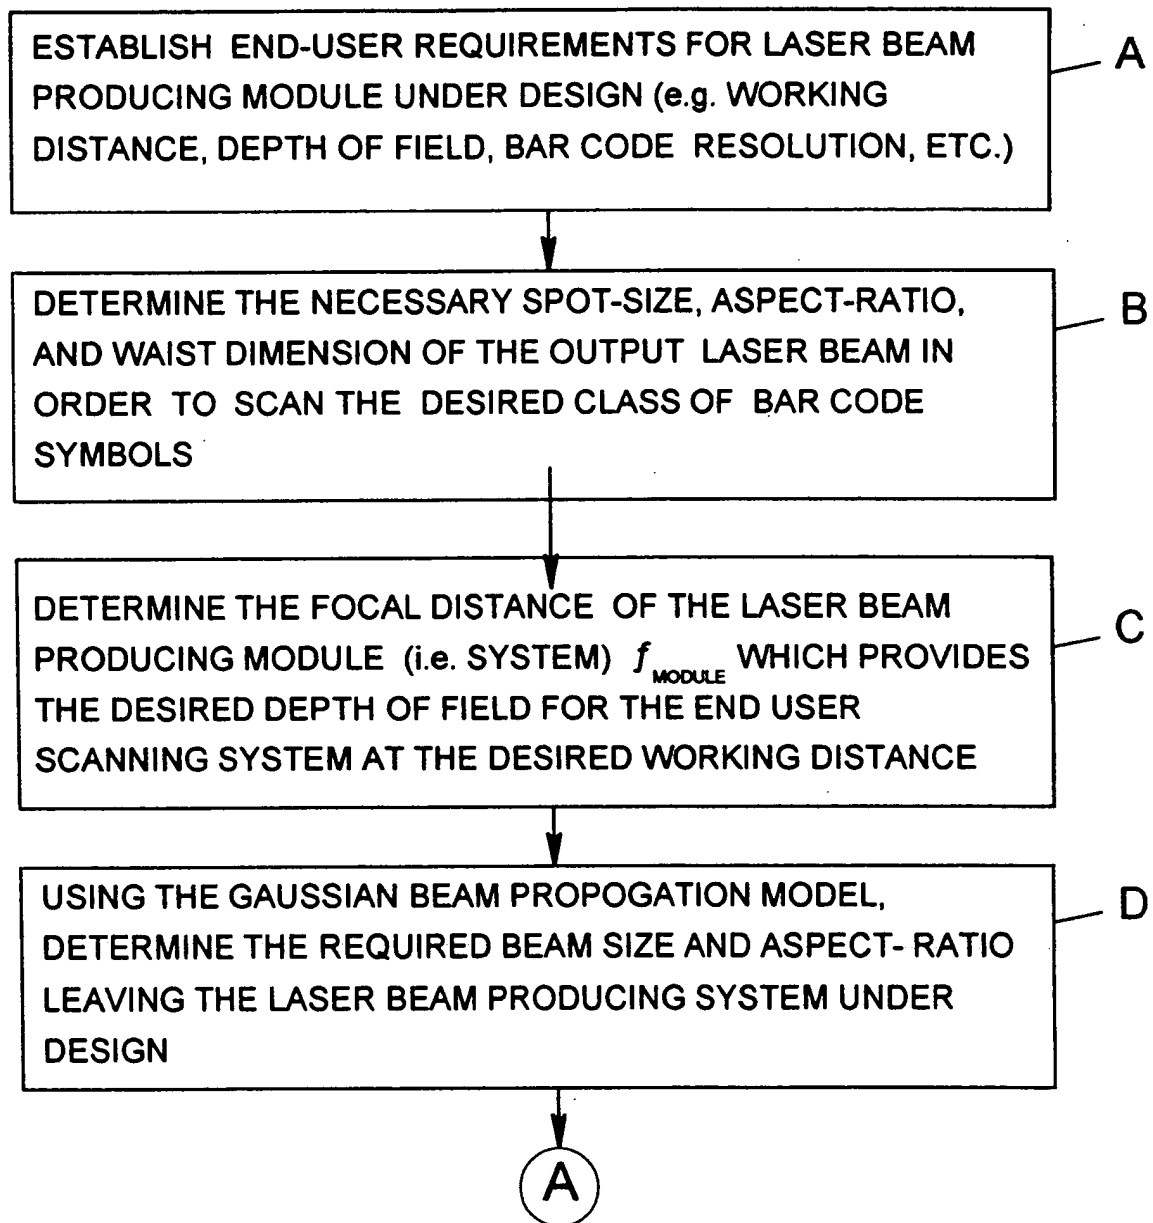 ESTABLISH END-USER REQUIREMENTS FOR LASER BEAM
PRODUCING MODULE UNDER DESIGN (e.g. WORKING
DISTANCE, DEPTH OF FIELD, BAR CODE RESOLUTION, ETC.)
A
DETERMINE THE NECESSARY SPOT-SIZE, ASPECT-RATIO,
AND WAIST DIMENSION OF THE OUTPUT LASER BEAM IN
ORDER TO SCAN THE DESIRED CLASS OF BAR CODE
SYMBOLS
B
DETERMINE THE FOCAL DISTANCE OF THE LASER BEAM
PRODUCING MODULE (i.e. SYSTEM) f MODULE WHICH PROVIDES
THE DESIRED DEPTH OF FIELD FOR THE END USER
SCANNING SYSTEM AT THE DESIRED WORKING DISTANCE
C
USING THE GAUSSIAN BEAM PROPOGATION MODEL,
DETERMINE THE REQUIRED BEAM SIZE AND ASPECT- RATIO
LEAVING THE LASER BEAM PRODUCING SYSTEM UNDER
DESIGN
D
A